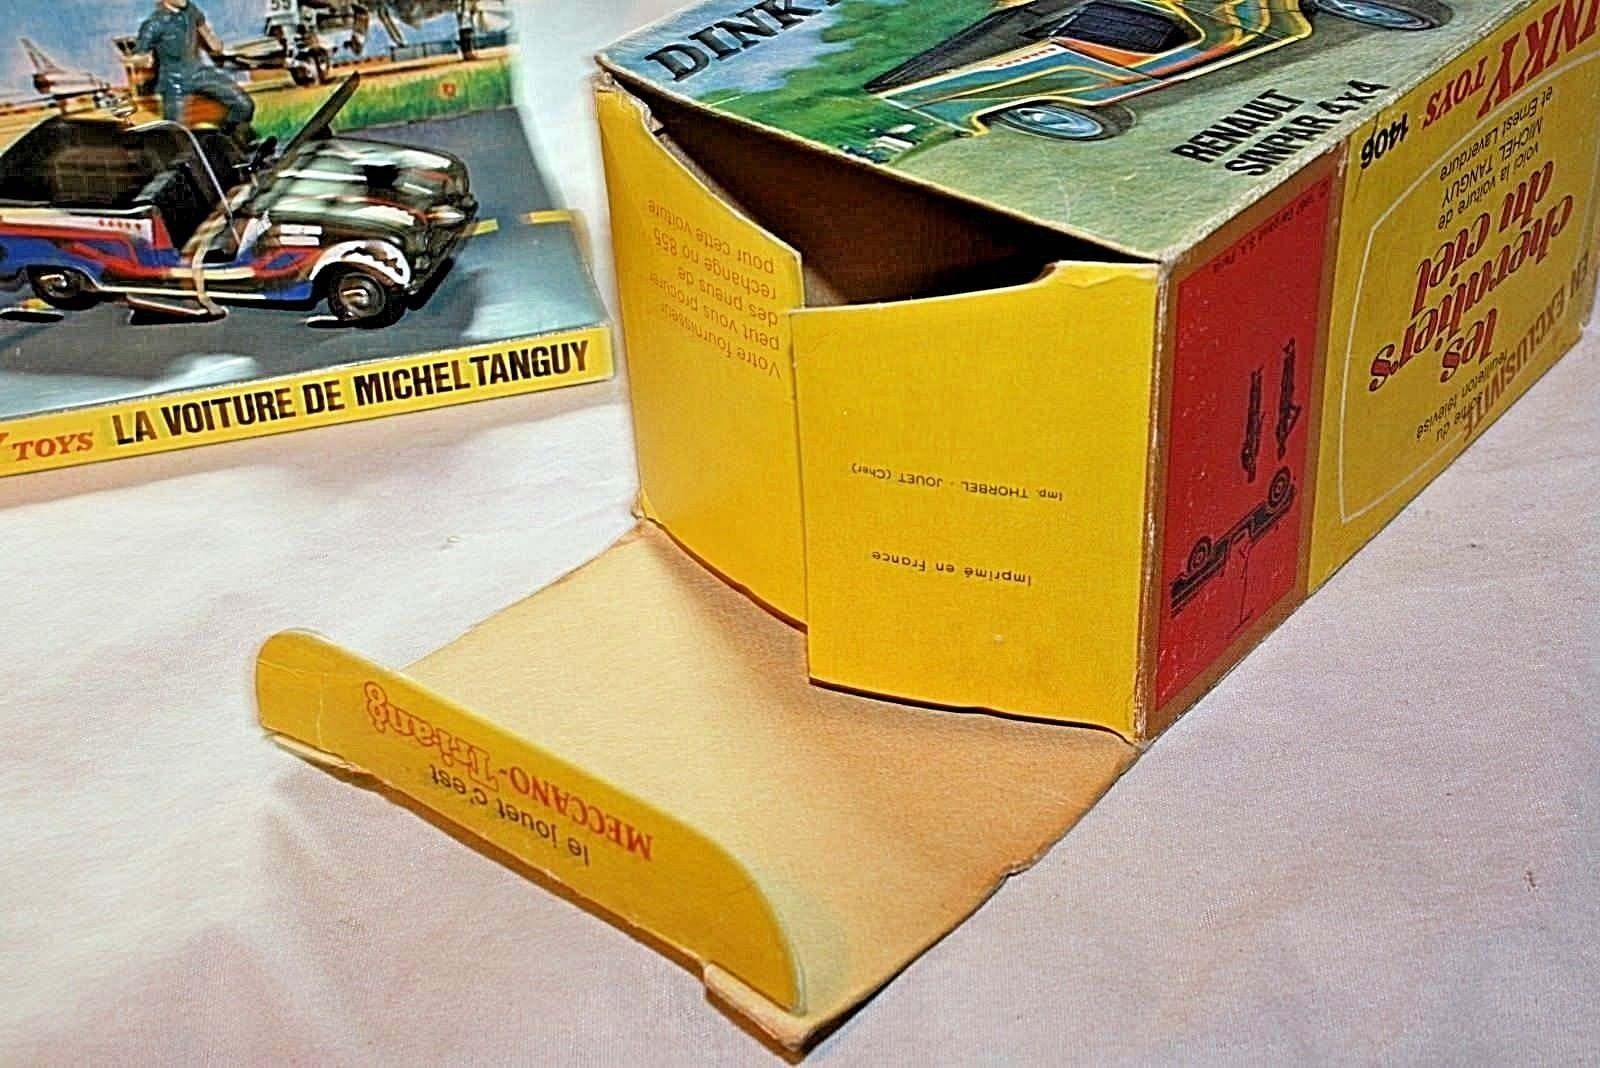 TOYS LA VOITURE DE MICHEL TANGUY
DINKY
RENAULT
SINPAR 4x4
DINKY TOYS
1406
voici la voiture de
MICHEL TANGUY
et Ernest Laverdure
les
chevaliers
du ciel
EN EXCLUSIVITÉ
feuilleton télévisé
Votre fournisseur
peut vous procurer
des pneus de
rechange no 855
pour cette voiture
Imp. THORBEL - JOUET (Cher)
Imprimé en France
le jouet c'est
MECCANO-Triang